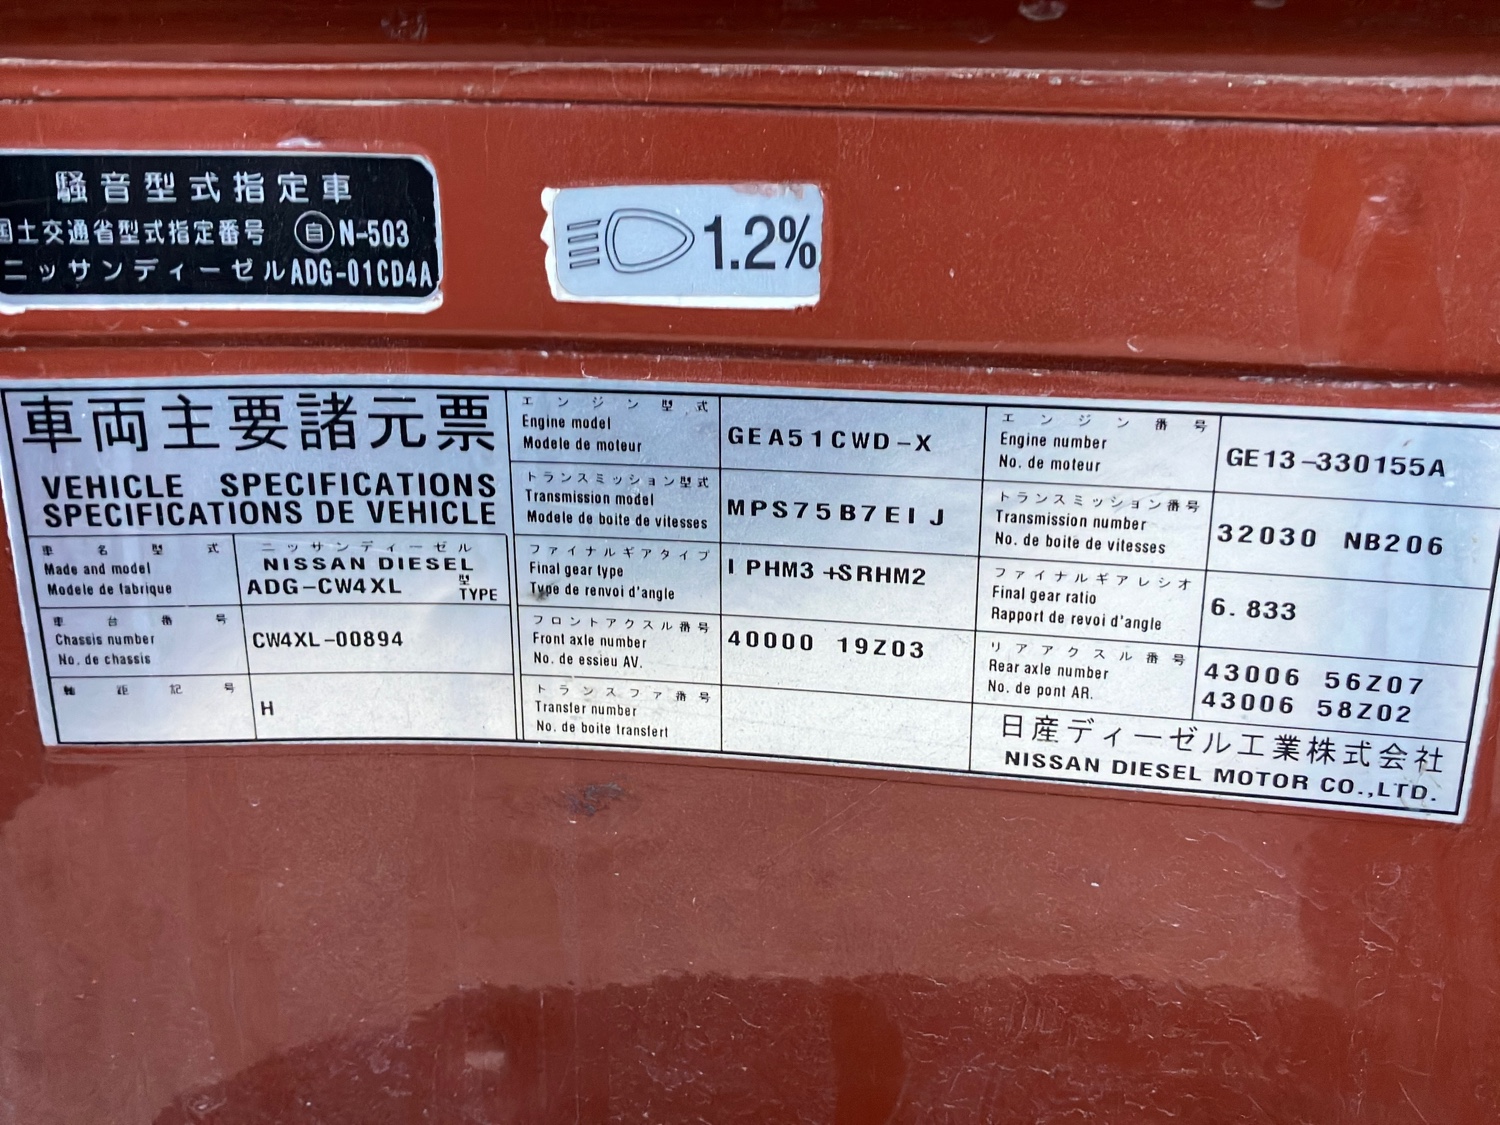 騒音型式指定車
国土交通省型式指定番号 自 N-503
ニッサンディーゼル ADG-01CD4A
1.2%
車両主要諸元票
VEHICLE SPECIFICATIONS
SPECIFICATIONS DE VEHICLE
車名型式
Made and model
Modele de fabrique
ニッサンディーゼル
NISSAN DIESEL
ADG-CW4XL 型
TYPE
車台番号
Chassis number
No. de chassis
CW4XL-00894
軸距記号
H
エンジン型式
Engine model
Modele de moteur
GEA51CWD-X
トランスミッション型式
Transmission model
Modele de boite de vitesses
MPS75B7EIJ
ファイナルギアタイプ
Final gear type
Type de renvoi d'angle
IPHM3+SRHM2
フロントアクスル番号
Front axle number
No. de essieu AV.
40000 19Z03
トランスファ番号
Transfer number
No. de boite transfert
エンジン番号
Engine number
No. de moteur
GE13-330155A
トランスミッション番号
Transmission number
No. de boite de vitesses
32030 NB206
ファイナルギアレシオ
Final gear ratio
Rapport de revoi d'angle
6.833
リアアクスル番号
Rear axle number
No. de pont AR.
43006 56Z07
43006 58Z02
日産ディーゼル工業株式会社
NISSAN DIESEL MOTOR CO.,LTD.